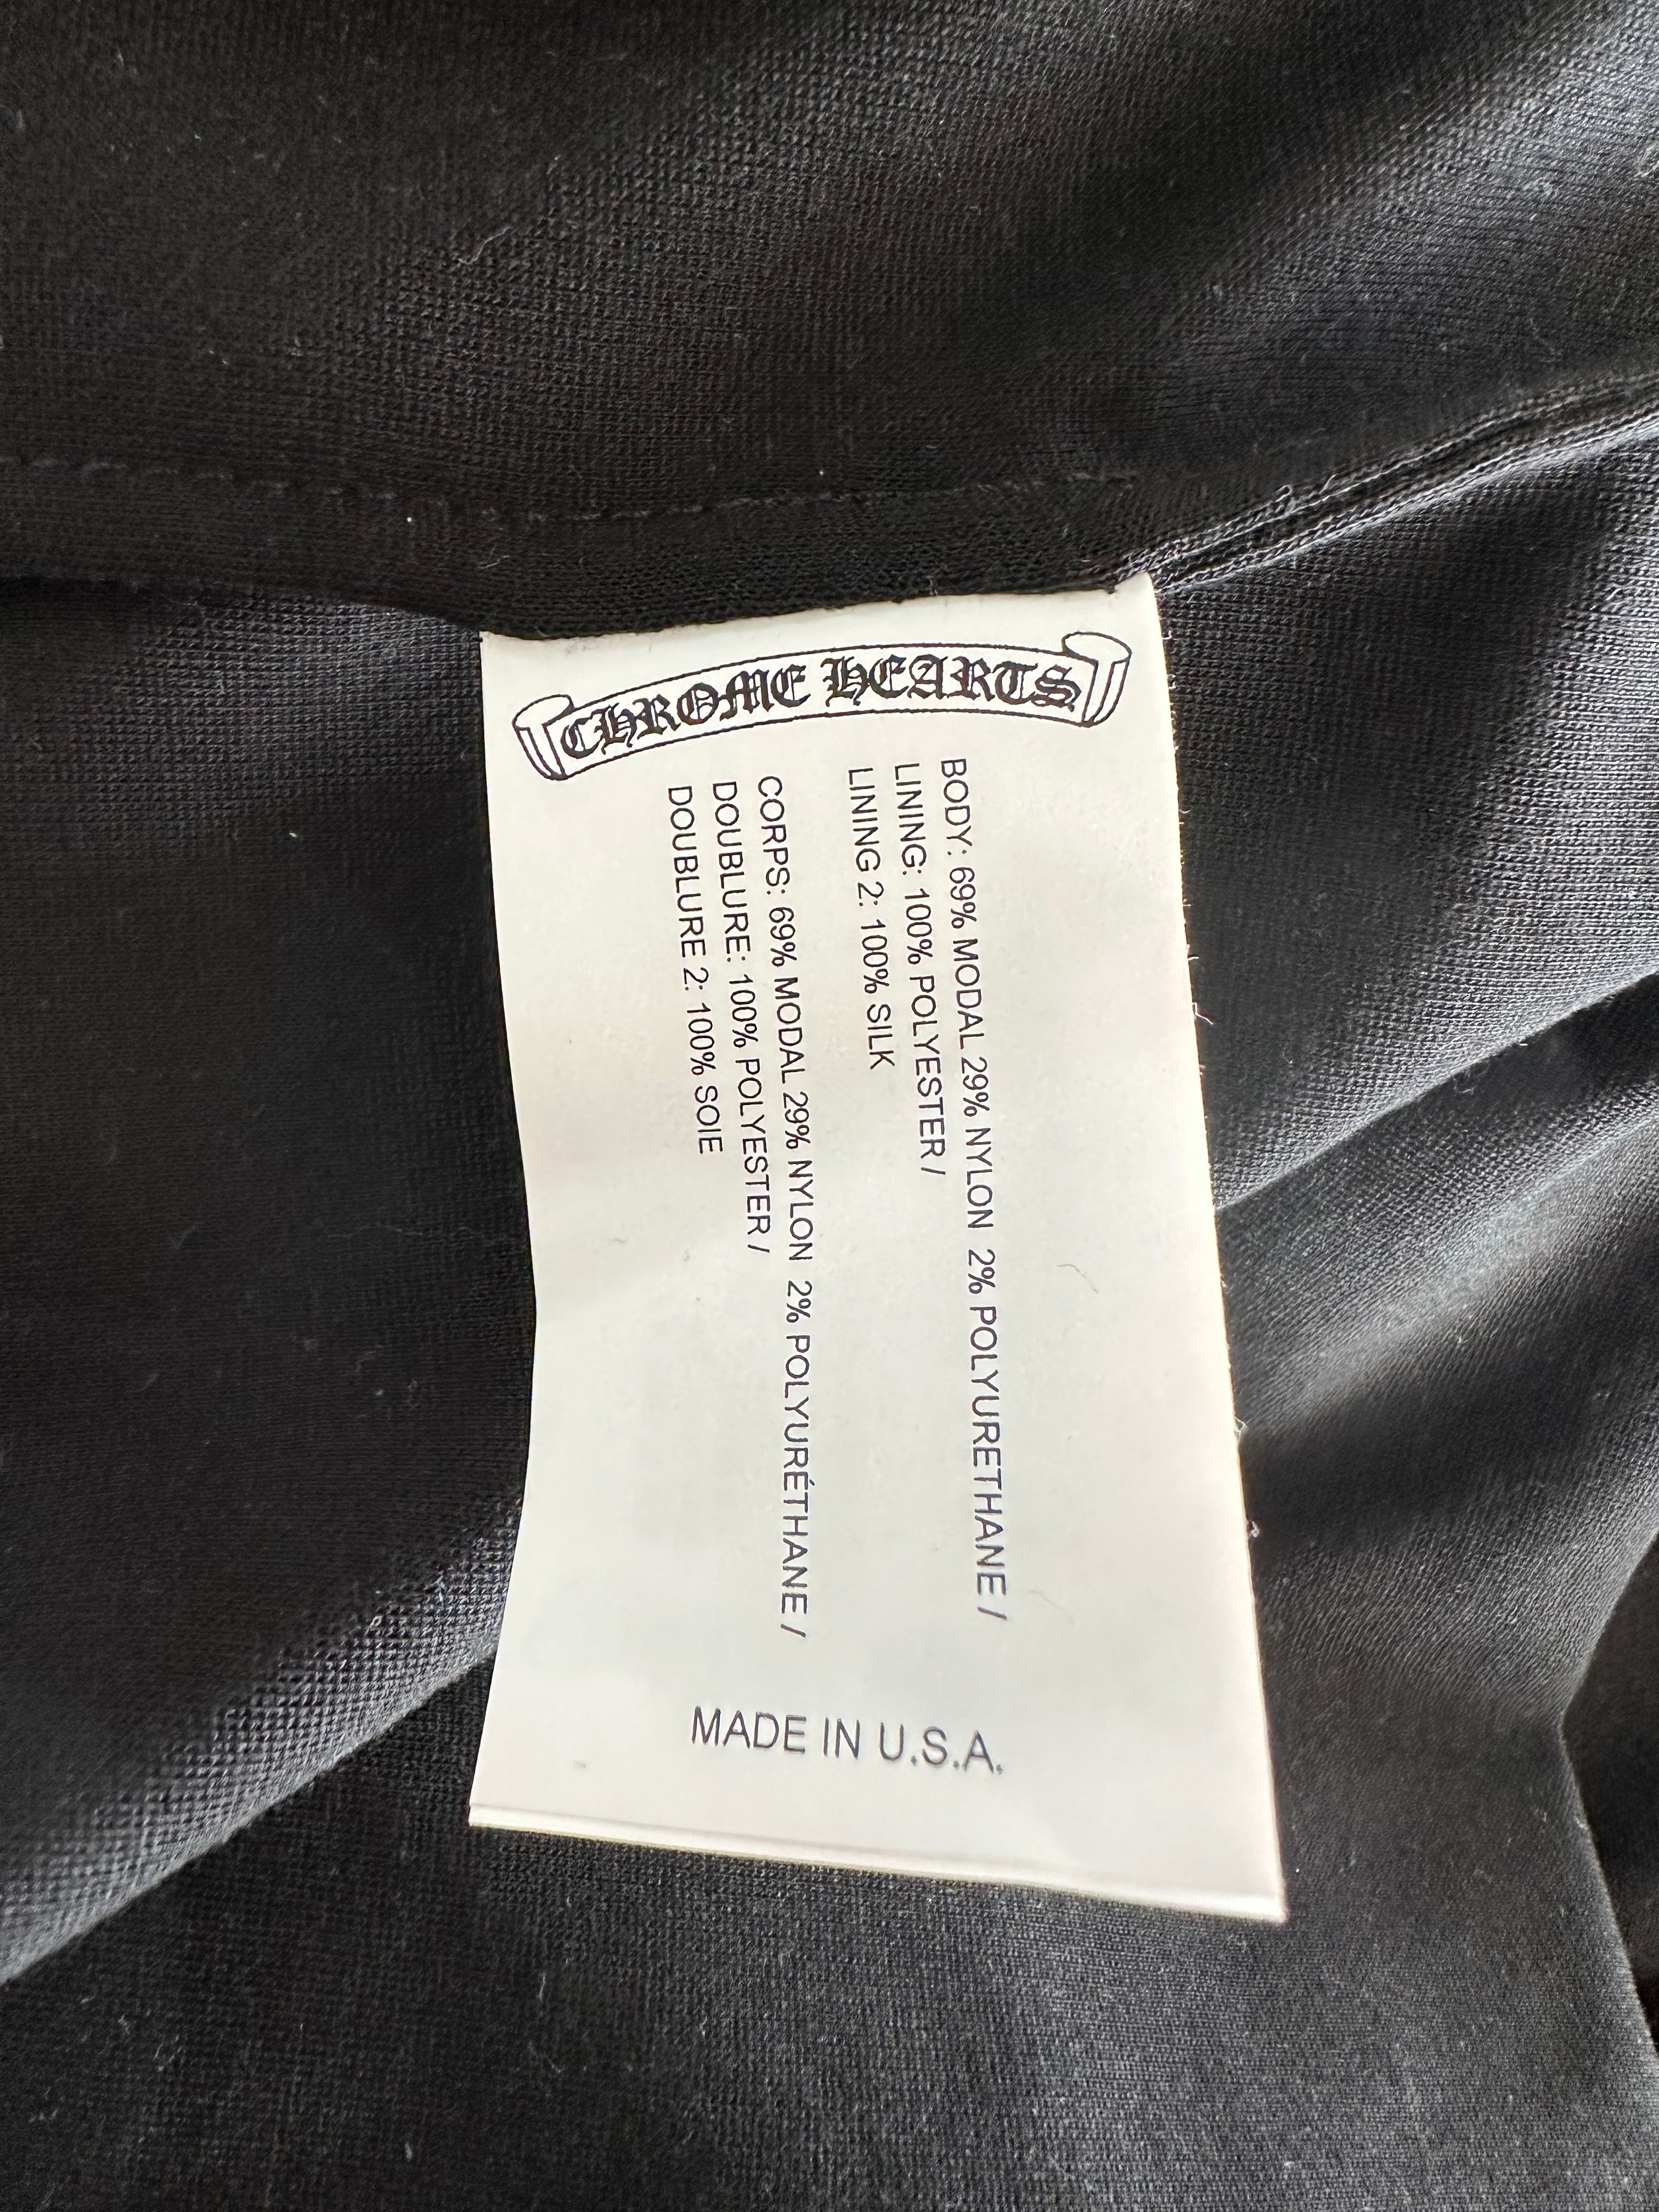 CHROME HEARTS
BODY: 69% MODAL 29% NYLON 2% POLYURETHANE /
LINING: 100% POLYESTER /
LINING 2: 100% SILK
CORPS: 69% MODAL 29% NYLON 2% POLYURÉTHANE /
DOUBLURE: 100% POLYESTER /
DOUBLURE 2: 100% SOIE
MADE IN U.S.A.